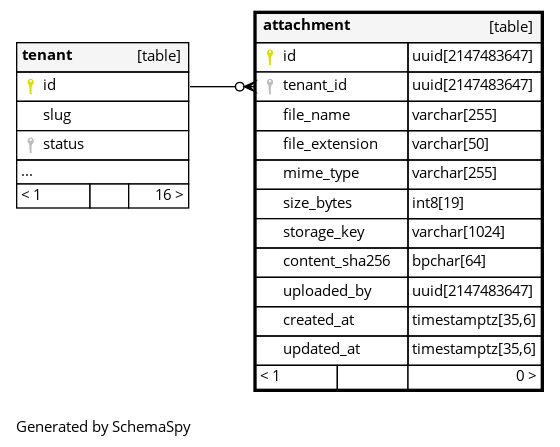 tenant [table]
id
slug
status
...
< 1 16 >
attachment [table]
id uuid[2147483647]
tenant_id uuid[2147483647]
file_name varchar[255]
file_extension varchar[50]
mime_type varchar[255]
size_bytes int8[19]
storage_key varchar[1024]
content_sha256 bpchar[64]
uploaded_by uuid[2147483647]
created_at timestamptz[35,6]
updated_at timestamptz[35,6]
< 1 0 >
Generated by SchemaSpy